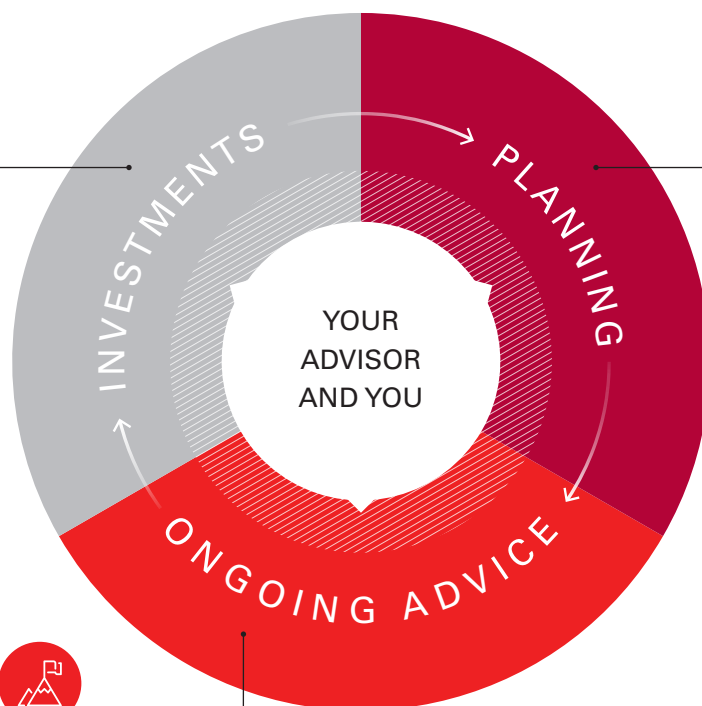 INVESTMENTS
PLANNING
YOUR
ADVISOR
AND YOU
ONGOING ADVICE